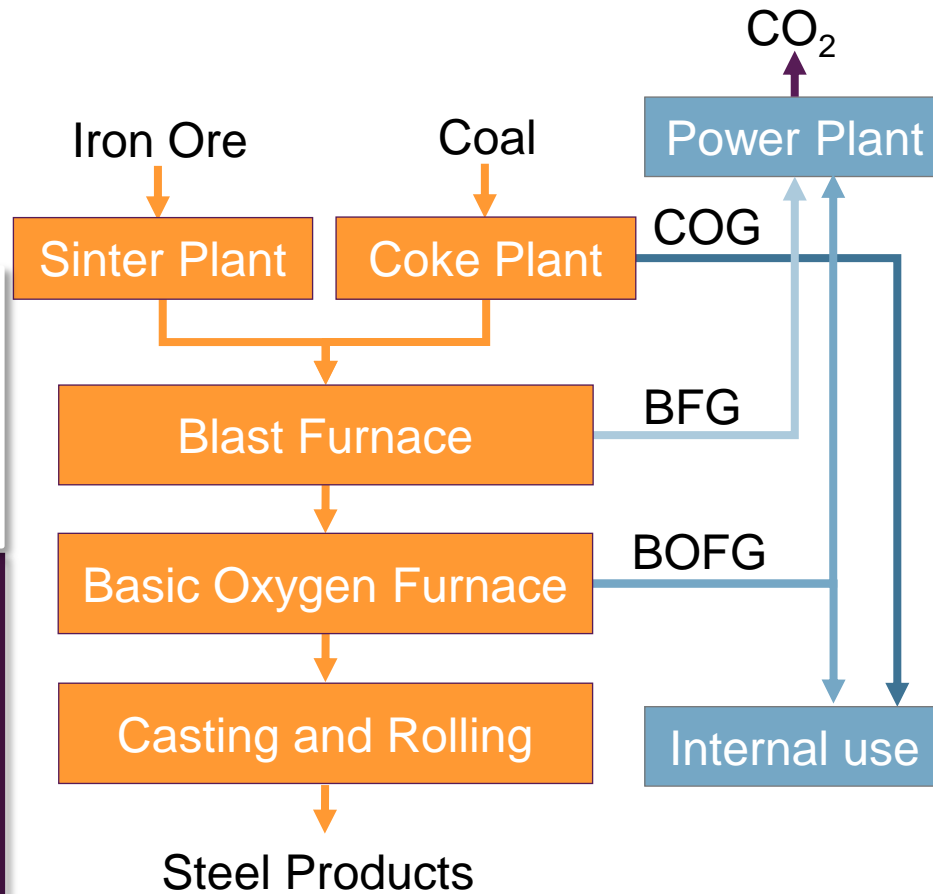 CO₂
Power Plant
Iron Ore
Coal
Sinter Plant
Coke Plant
COG
Blast Furnace
BFG
Basic Oxygen Furnace
BOFG
Casting and Rolling
Internal use
Steel Products